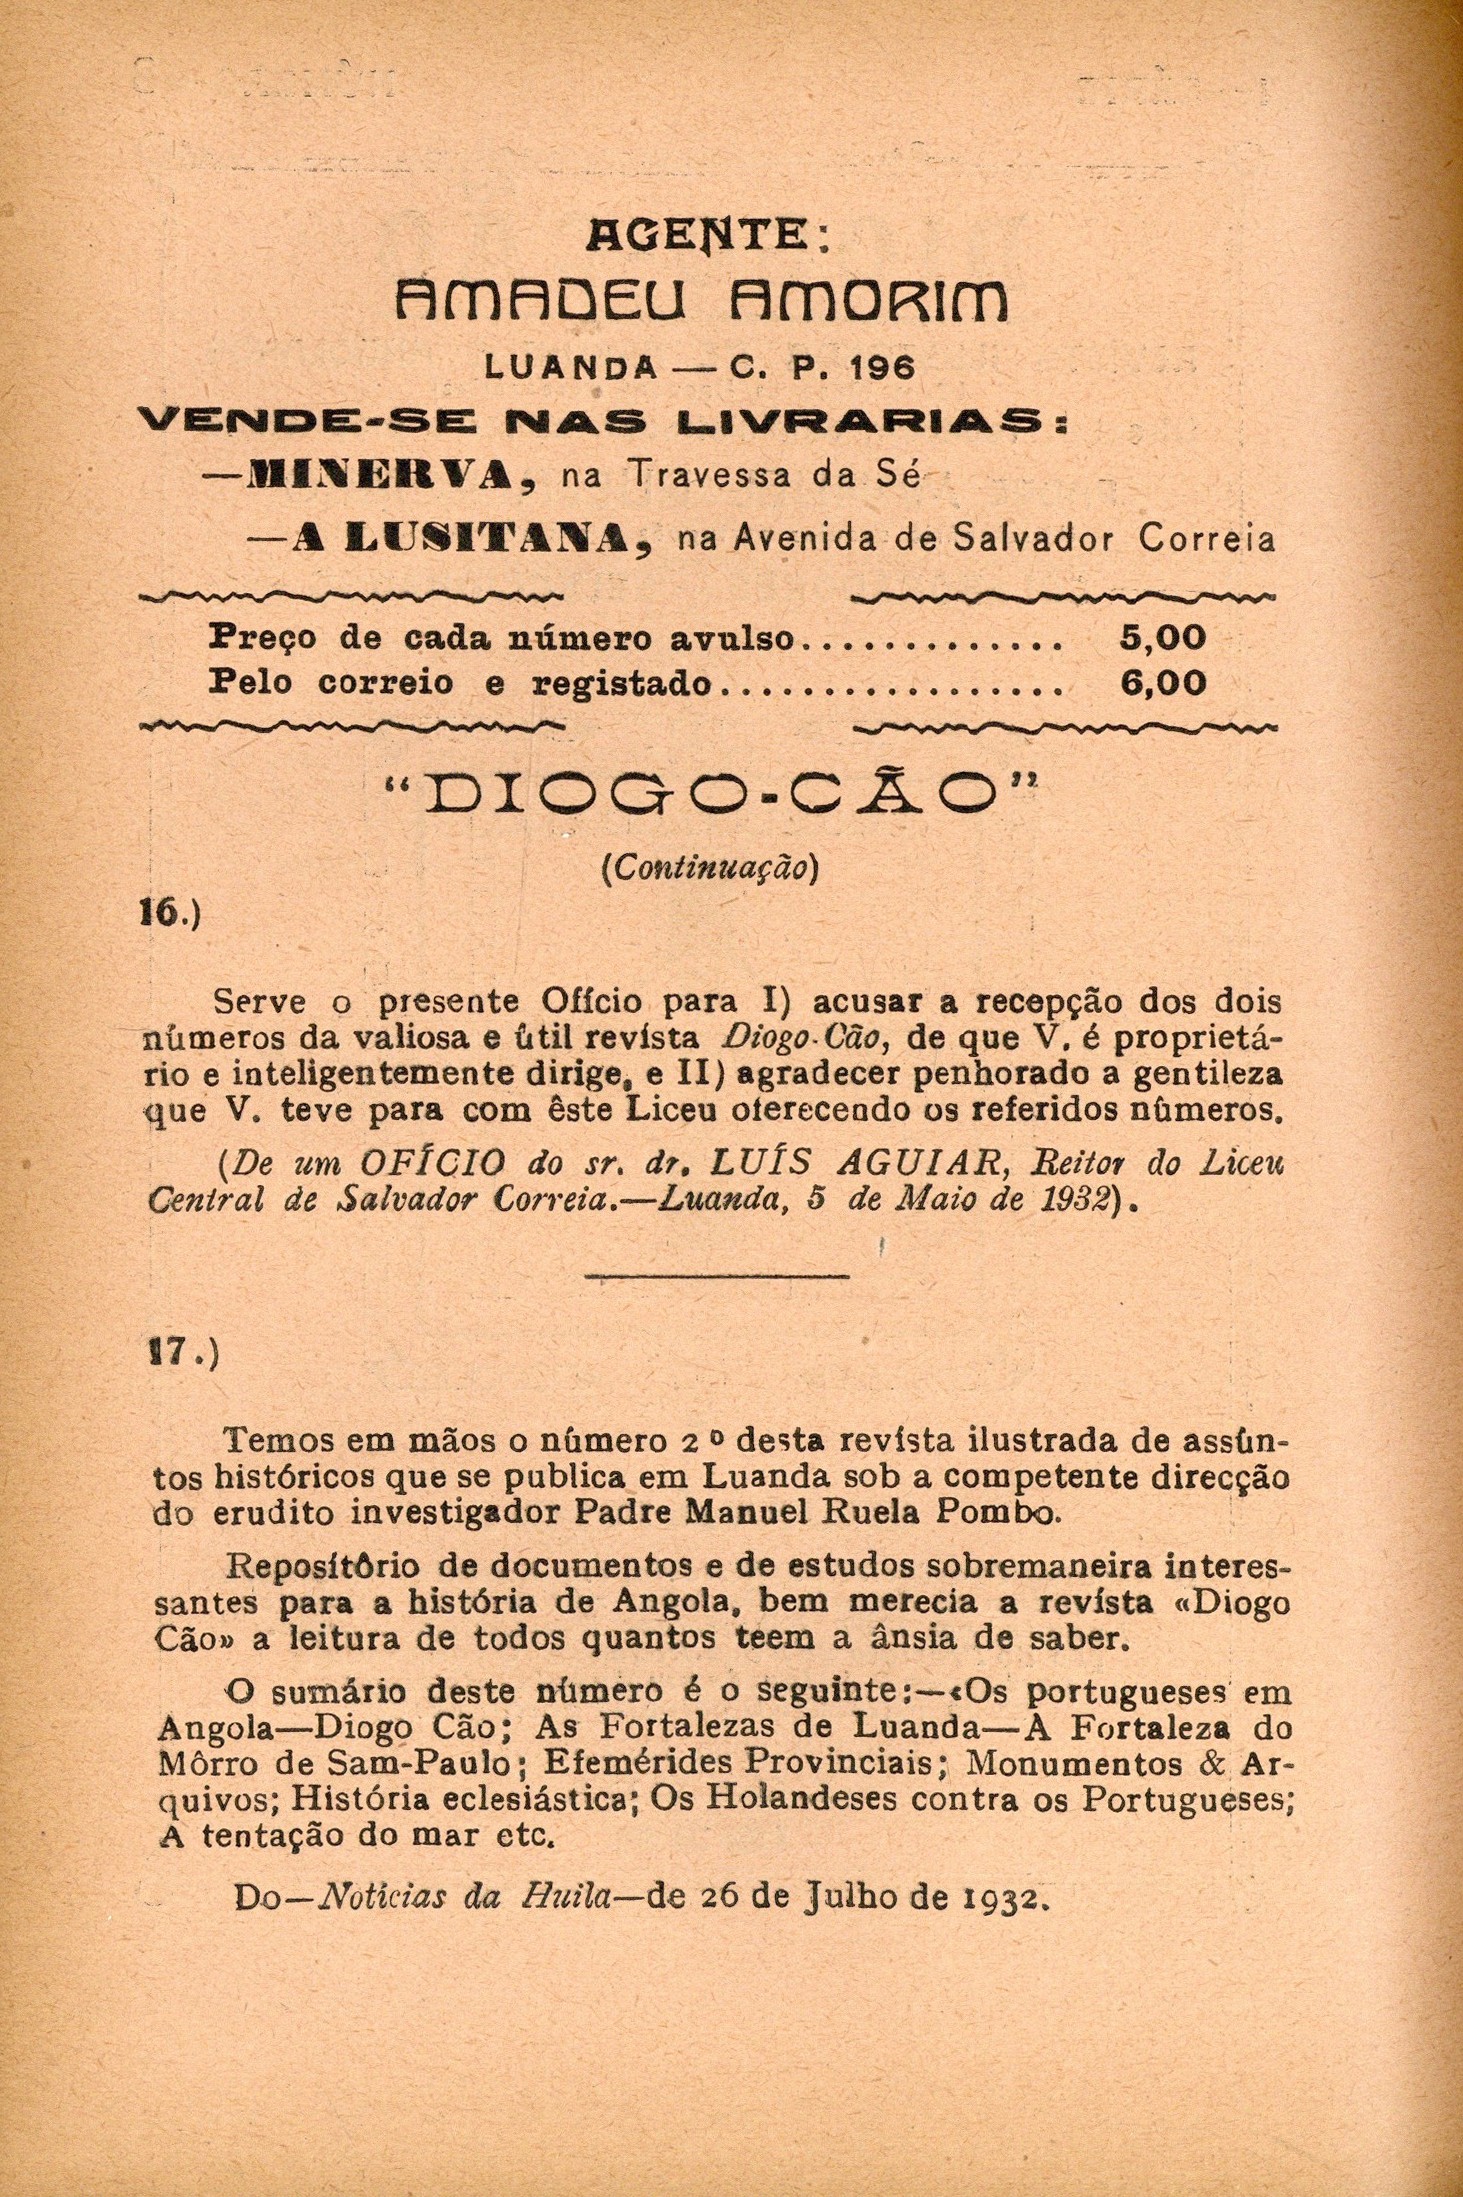 AGENTE:
AMADEU AMORIM
LUANDA — C. P. 196
VENDE-SE NAS LIVRARIAS:
—MINERVA, na Travessa da Sé
—A LUSITANA, na Avenida de Salvador Correia
Preço de cada número avulso............. 5,00
Pelo correio e registado................. 6,00
"DIOGO-CÃO"
(Continuação)
16.)
Serve o presente Ofício para I) acusar a recepção dos dois
números da valiosa e útil revísta Diogo-Cão, de que V. é proprietá-
rio e inteligentemente dirige, e II) agradecer penhorado a gentileza
que V. teve para com êste Liceu oferecendo os referidos números.
(De um OFÍCIO do sr. dr. LUÍS AGUIAR, Reitor do Liceu
Central de Salvador Correia.—Luanda, 5 de Maio de 1932).
17.)
Temos em mãos o número 2 º desta revísta ilustrada de assûn-
tos históricos que se publica em Luanda sob a competente direcção
do erudito investigador Padre Manuel Ruela Pombo.
Reposítôrio de documentos e de estudos sobremaneira interes-
santes para a história de Angola, bem merecia a revísta «Diogo
Cão» a leitura de todos quantos teem a ânsia de saber.
O sumário deste número é o seguinte:—«Os portugueses em
Angola—Diogo Cão; As Fortalezas de Luanda—A Fortaleza do
Môrro de Sam-Paulo; Efemérides Provinciais; Monumentos & Ar-
quivos; História eclesiástica; Os Holandeses contra os Portugueses;
A tentação do mar etc.
Do—Notícias da Huila—de 26 de Julho de 1932.